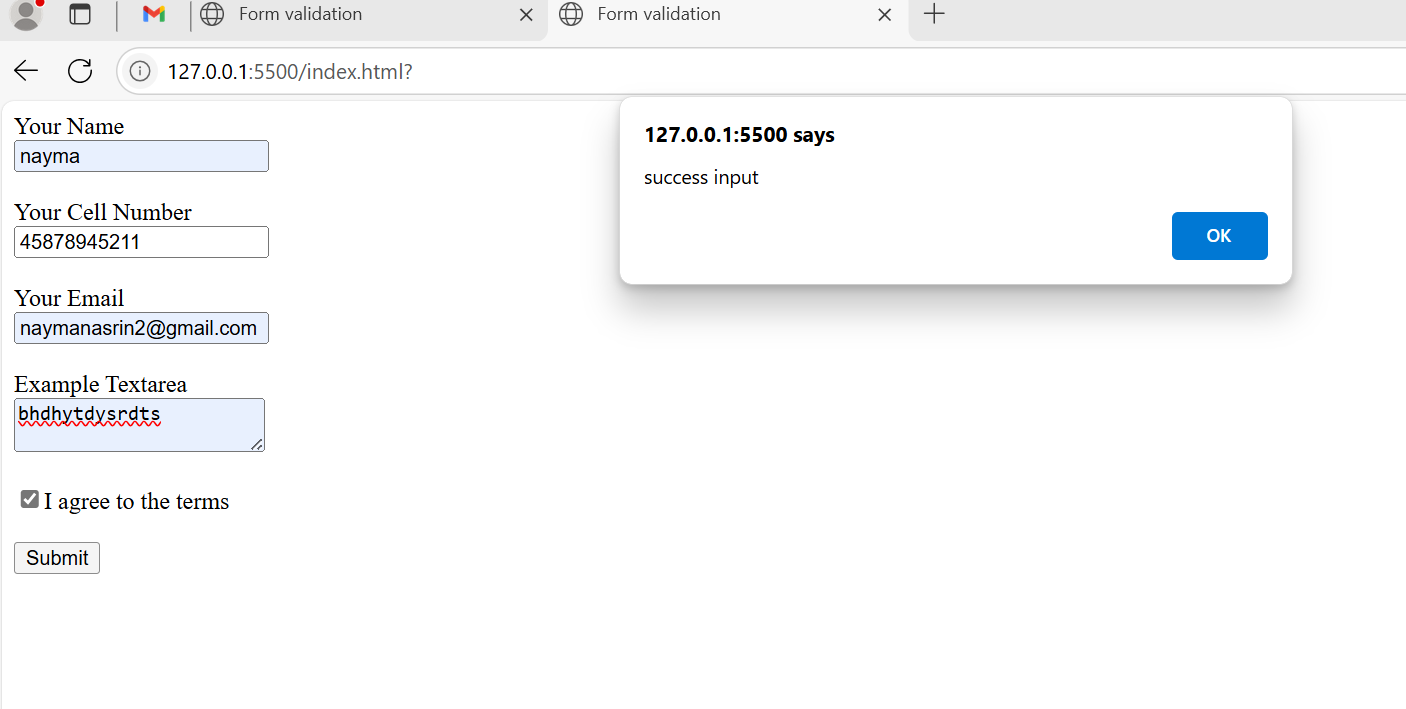 Form validation
Form validation
127.0.0.1:5500/index.html?
127.0.0.1:5500 says
success input
OK
Your Name
nayma
Your Cell Number
45878945211
Your Email
naymanasrin2@gmail.com
Example Textarea
bhdhytdysrdts
I agree to the terms
Submit